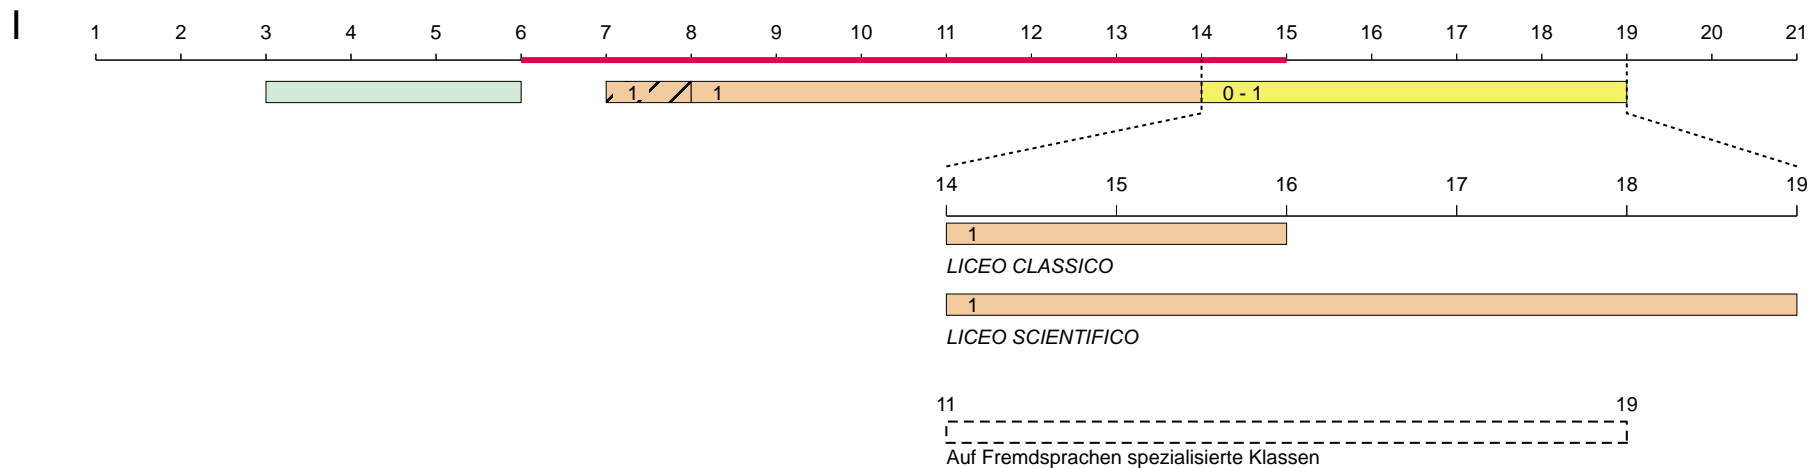 I
1 2 3 4 5 6 7 8 9 10 11 12 13 14 15 16 17 18 19 20 21
1 1 0 - 1
14 15 16 17 18 19
1
LICEO CLASSICO
1
LICEO SCIENTIFICO
11 19
Auf Fremdsprachen spezialisierte Klassen